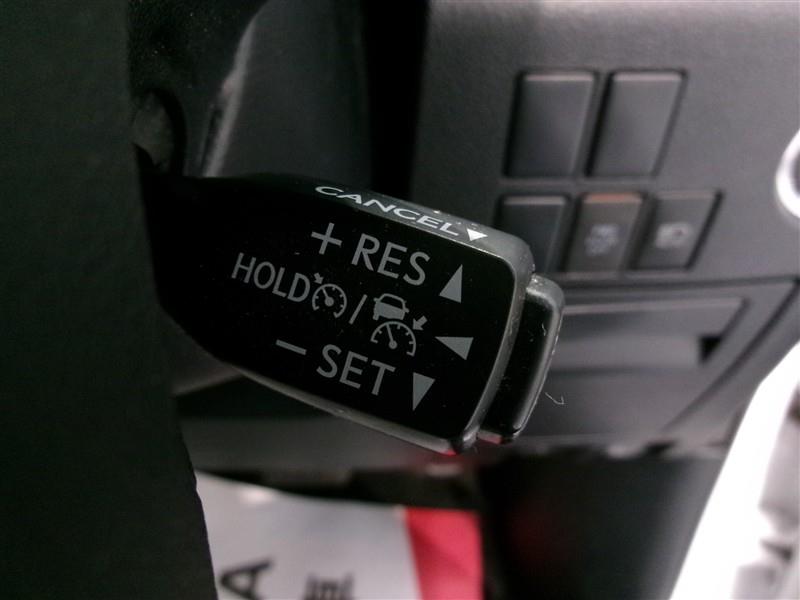 CANCEL▼
+ RES ▲
HOLD / ◀
− SET ▼
A